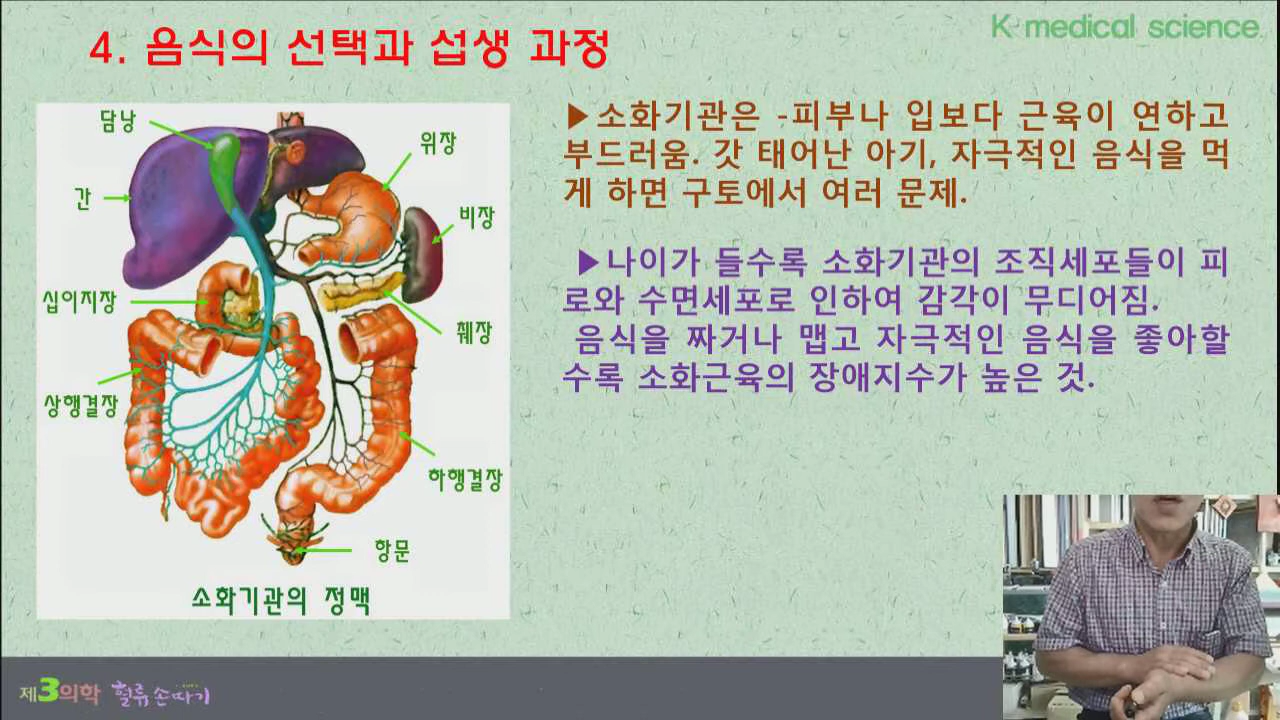 4. 음식의 선택과 섭생 과정
K medical science
담낭
위장
간
비장
십이지장
췌장
상행결장
하행결장
항문
소화기관의 정맥
▶소화기관은 -피부나 입보다 근육이 연하고
부드러움. 갓 태어난 아기, 자극적인 음식을 먹
게 하면 구토에서 여러 문제.
▶나이가 들수록 소화기관의 조직세포들이 피
로와 수면세포로 인하여 감각이 무디어짐.
음식을 짜거나 맵고 자극적인 음식을 좋아할
수록 소화근육의 장애지수가 높은 것.
제3의학 혈류 손따기